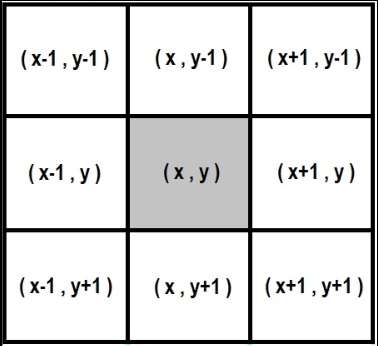 ( x-1 , y-1 ) ( x , y-1 ) ( x+1 , y-1 )
( x-1 , y ) ( x , y ) ( x+1 , y )
( x-1 , y+1 ) ( x , y+1 ) ( x+1 , y+1 )